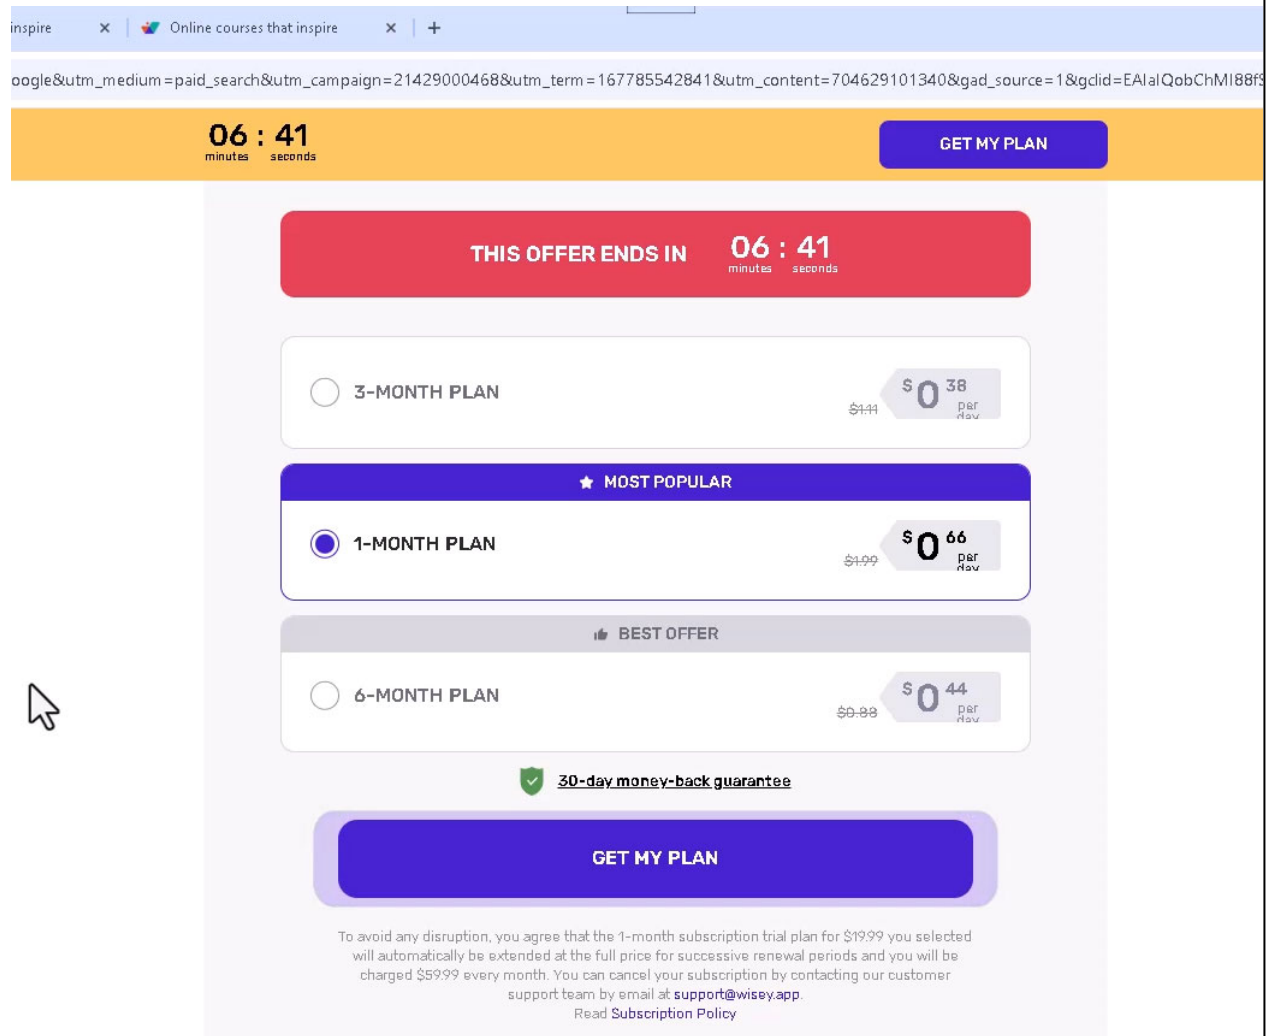 inspire
Online courses that inspire
oogle&utm_medium=paid_search&utm_campaign=21429000468&utm_term=167785542841&utm_content=704629101340&gad_source=1&gclid=EAIaIQobChMI88f
06 : 41
minutes seconds
GET MY PLAN
THIS OFFER ENDS IN
06 : 41
minutes seconds
3-MONTH PLAN
$1.11
$0 38
per
day
MOST POPULAR
1-MONTH PLAN
$1.99
$0 66
per
day
BEST OFFER
6-MONTH PLAN
$0.88
$0 44
per
day
30-day money-back guarantee
GET MY PLAN
To avoid any disruption, you agree that the 1-month subscription trial plan for $19.99 you selected
will automatically be extended at the full price for successive renewal periods and you will be
charged $59.99 every month. You can cancel your subscription by contacting our customer
support team by email at support@wisey.app.
Read Subscription Policy